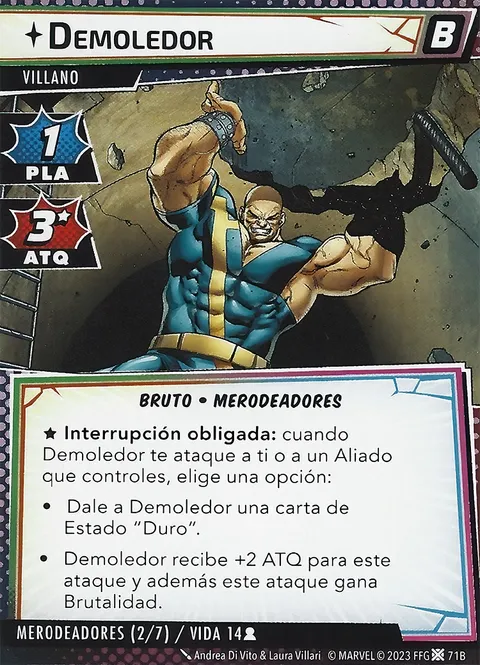 DEMOLEDOR
B
VILLANO
1
PLA
3★
ATQ
BRUTO • MERODEADORES
★ Interrupción obligada: cuando
Demoledor te ataque a ti o a un Aliado
que controles, elige una opción:
• Dale a Demoledor una carta de
Estado "Duro".
• Demoledor recibe +2 ATQ para este
ataque y además este ataque gana
Brutalidad.
MERODEADORES (2/7) / VIDA 14
Andrea Di Vito & Laura Villari © MARVEL © 2023 FFG 71B